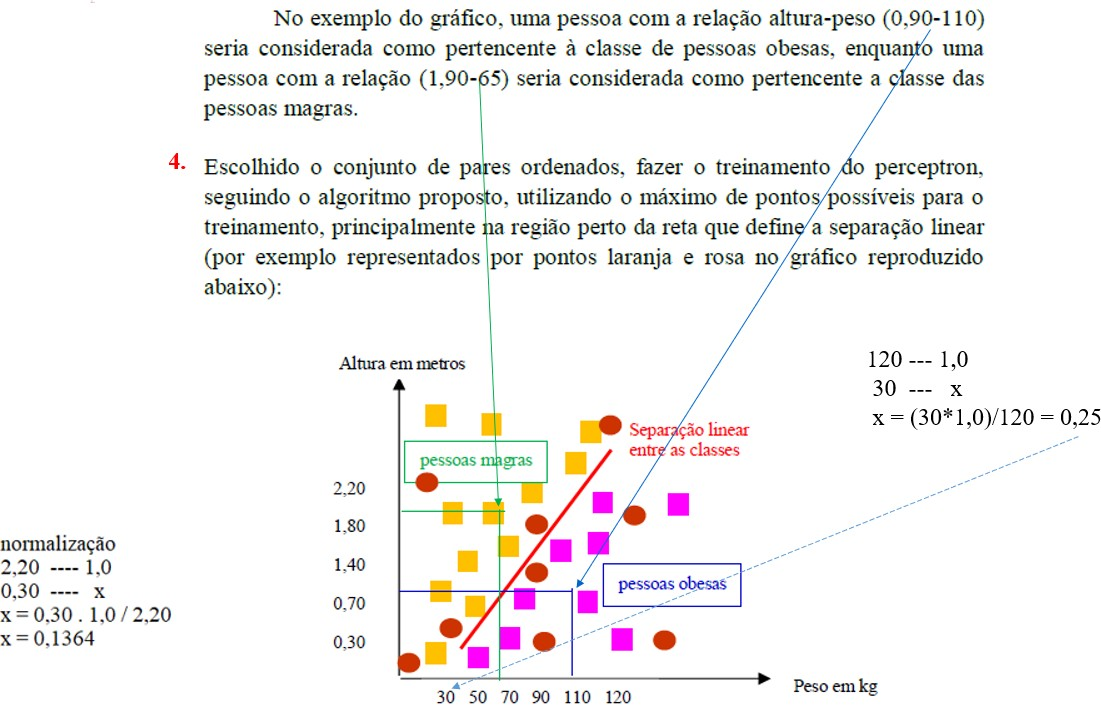 No exemplo do gráfico, uma pessoa com a relação altura-peso (0,90-110)
seria considerada como pertencente à classe de pessoas obesas, enquanto uma
pessoa com a relação (1,90-65) seria considerada como pertencente a classe das
pessoas magras.
4. Escolhido o conjunto de pares ordenados, fazer o treinamento do perceptron,
seguindo o algoritmo proposto, utilizando o máximo de pontos possíveis para o
treinamento, principalmente na região perto da reta que define a separação linear
(por exemplo representados por pontos laranja e rosa no gráfico reproduzido
abaixo):
120 --- 1,0
30 --- x
x = (30*1,0)/120 = 0,25
Altura em metros
Separação linear
entre as classes
pessoas magras
2,20
1,80
1,40
0,70
0,30
pessoas obesas
normalização
2,20 ---- 1,0
0,30 ---- x
x = 0,30 . 1,0 / 2,20
x = 0,1364
30 50 70 90 110 120
Peso em kg